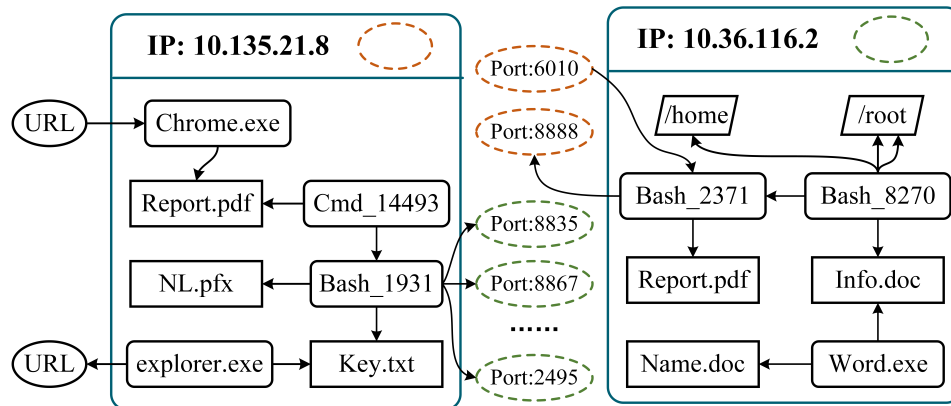 IP: 10.135.21.8
IP: 10.36.116.2
Port:6010
URL
Chrome.exe
Port:8888
/home
/root
Report.pdf
Cmd_14493
Port:8835
Bash_2371
Bash_8270
NL.pfx
Bash_1931
Port:8867
Report.pdf
Info.doc
......
URL
explorer.exe
Key.txt
Port:2495
Name.doc
Word.exe